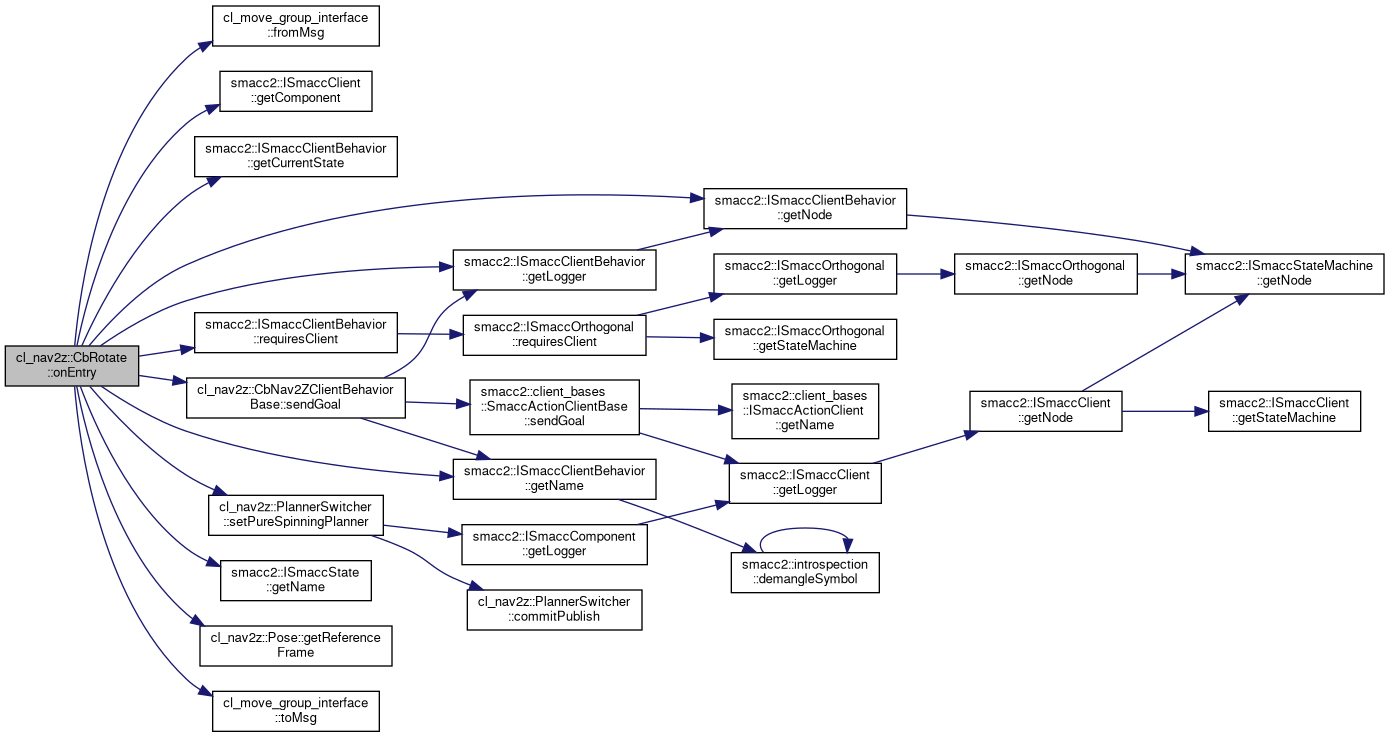 cl_move_group_interface
::fromMsg
smacc2::ISmaccClient
::getComponent
smacc2::ISmaccClientBehavior
::getCurrentState
smacc2::ISmaccClientBehavior
::getNode
smacc2::ISmaccClientBehavior
::getLogger
smacc2::ISmaccOrthogonal
::getLogger
smacc2::ISmaccOrthogonal
::getNode
smacc2::ISmaccStateMachine
::getNode
smacc2::ISmaccClientBehavior
::requiresClient
smacc2::ISmaccOrthogonal
::requiresClient
smacc2::ISmaccOrthogonal
::getStateMachine
cl_nav2z::CbRotate
::onEntry
cl_nav2z::CbNav2ZClientBehavior
Base::sendGoal
smacc2::client_bases
::SmaccActionClientBase
::sendGoal
smacc2::client_bases
::ISmaccActionClient
::getName
smacc2::ISmaccClient
::getNode
smacc2::ISmaccClient
::getStateMachine
smacc2::ISmaccClientBehavior
::getName
smacc2::ISmaccClient
::getLogger
cl_nav2z::PlannerSwitcher
::setPureSpinningPlanner
smacc2::ISmaccComponent
::getLogger
smacc2::introspection
::demangleSymbol
smacc2::ISmaccState
::getName
cl_nav2z::PlannerSwitcher
::commitPublish
cl_nav2z::Pose::getReference
Frame
cl_move_group_interface
::toMsg